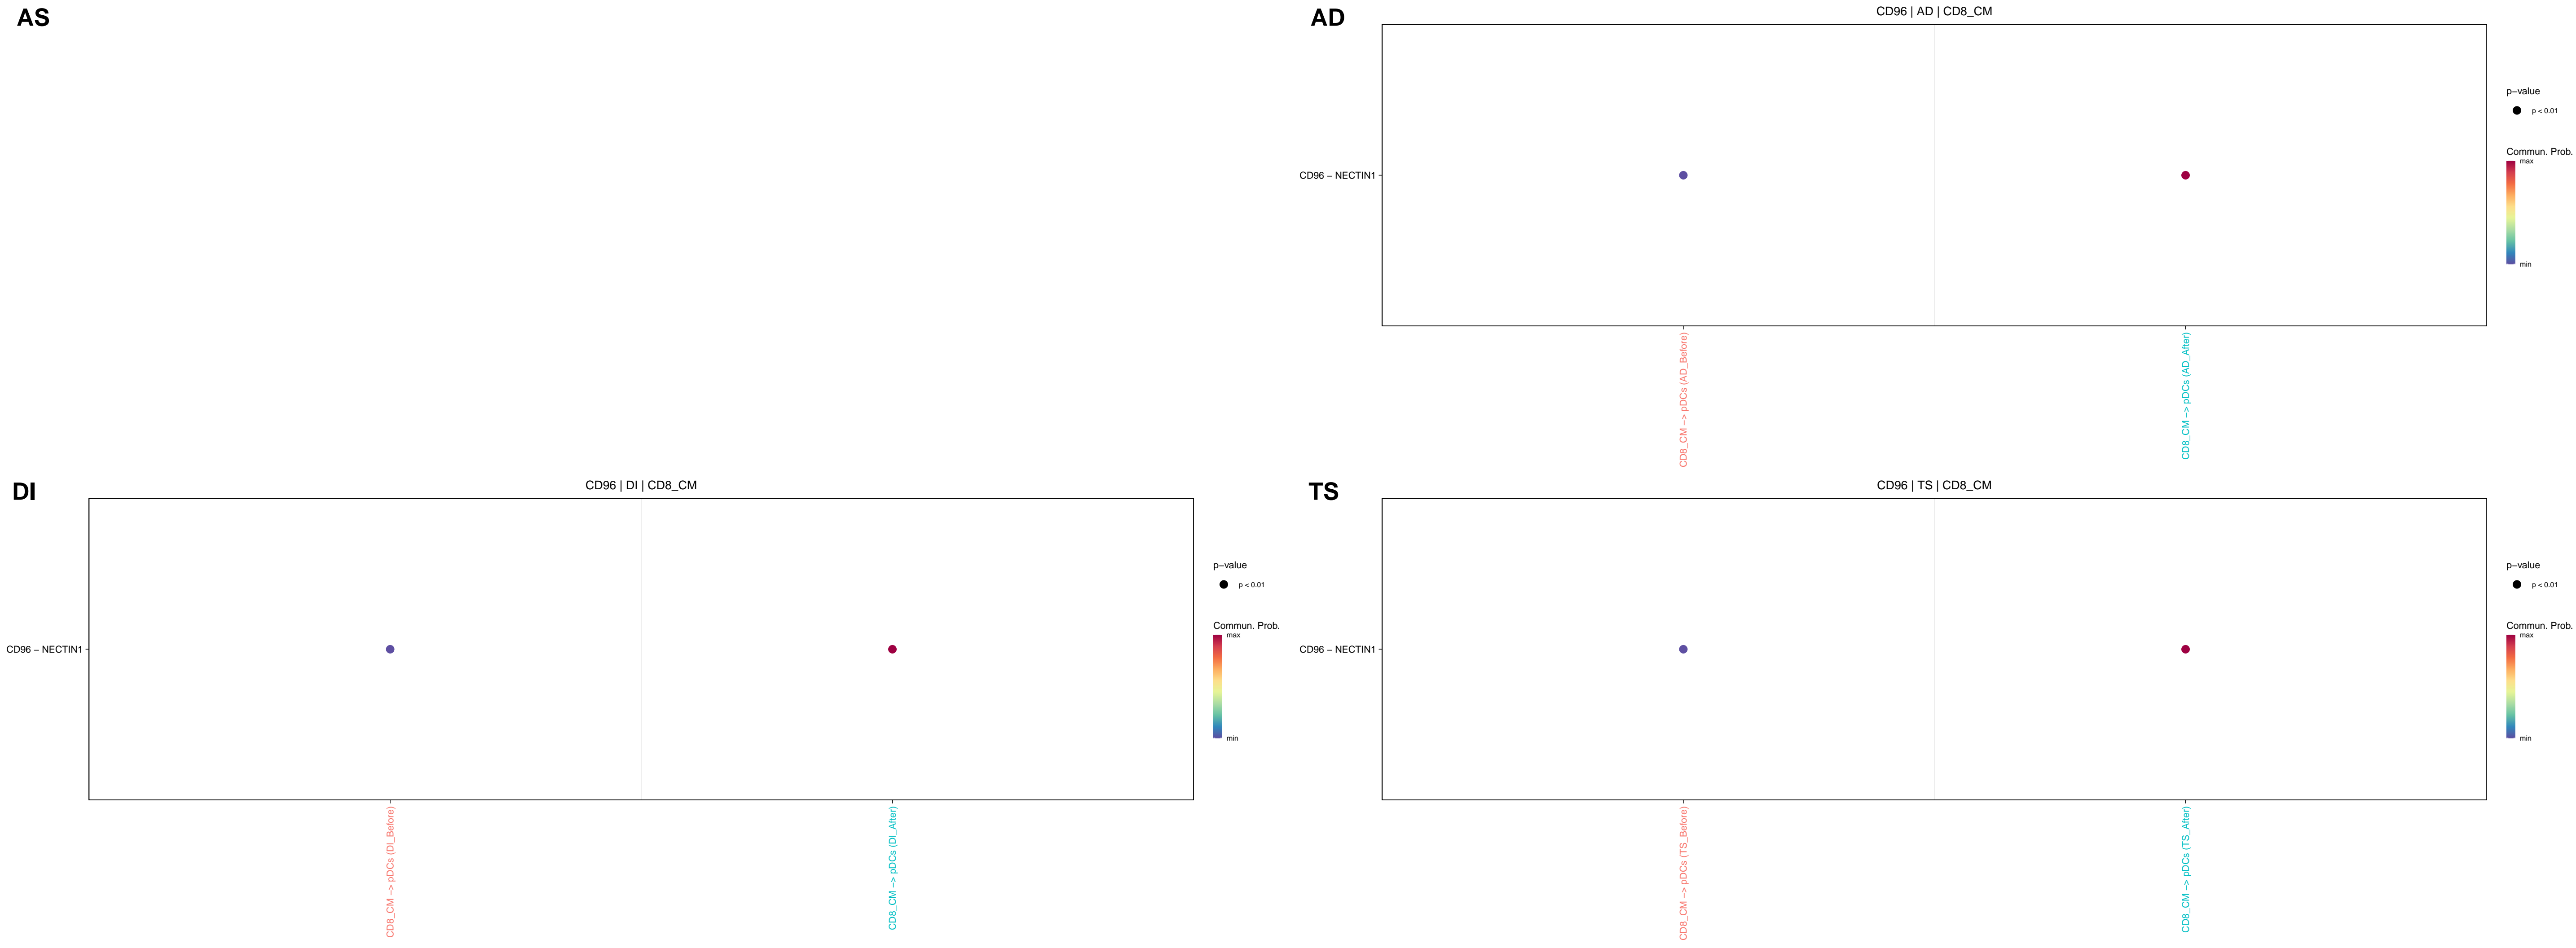 AS
AD
CD96 | AD | CD8_CM
CD96 – NECTIN1
CD8_CM –> pDCs (AD_Before)
CD8_CM –> pDCs (AD_After)
p–value
p < 0.01
Commun. Prob.
max
min
DI
CD96 | DI | CD8_CM
CD96 – NECTIN1
CD8_CM –> pDCs (DI_Before)
CD8_CM –> pDCs (DI_After)
p–value
p < 0.01
Commun. Prob.
max
min
TS
CD96 | TS | CD8_CM
CD96 – NECTIN1
CD8_CM –> pDCs (TS_Before)
CD8_CM –> pDCs (TS_After)
p–value
p < 0.01
Commun. Prob.
max
min